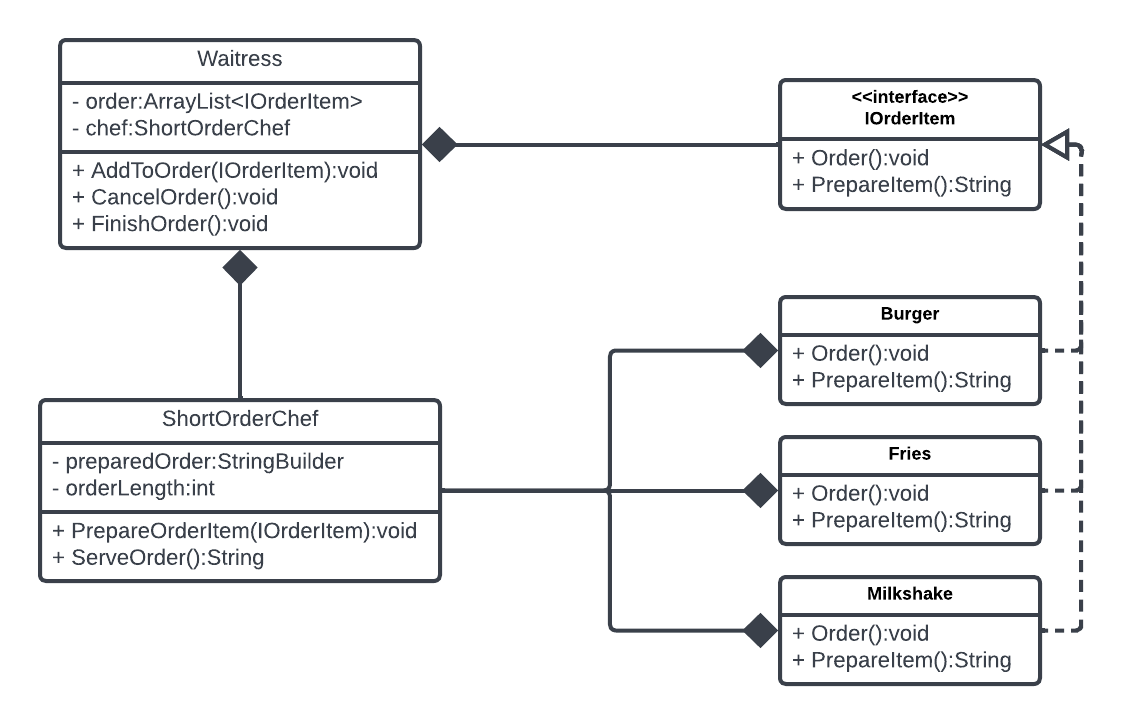 Waitress
- order:ArrayList<IOrderItem>
- chef:ShortOrderChef
+ AddToOrder(IOrderItem):void
+ CancelOrder():void
+ FinishOrder():void
<<interface>>
IOrderItem
+ Order():void
+ PrepareItem():String
Burger
+ Order():void
+ PrepareItem():String
ShortOrderChef
- preparedOrder:StringBuilder
- orderLength:int
+ PrepareOrderItem(IOrderItem):void
+ ServeOrder():String
Fries
+ Order():void
+ PrepareItem():String
Milkshake
+ Order():void
+ PrepareItem():String